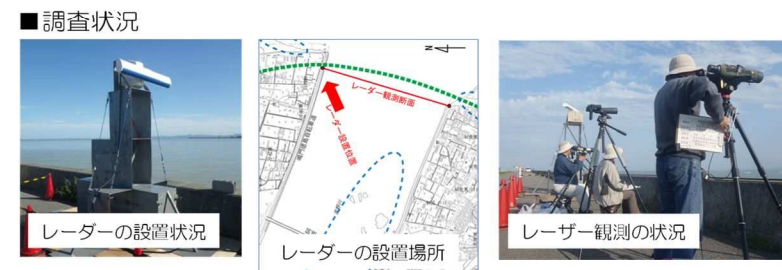 ■調査状況
レーダーの設置状況
レーダー観測断面
レーダー設置位置
N
レーダーの設置場所
レーザー観測の状況